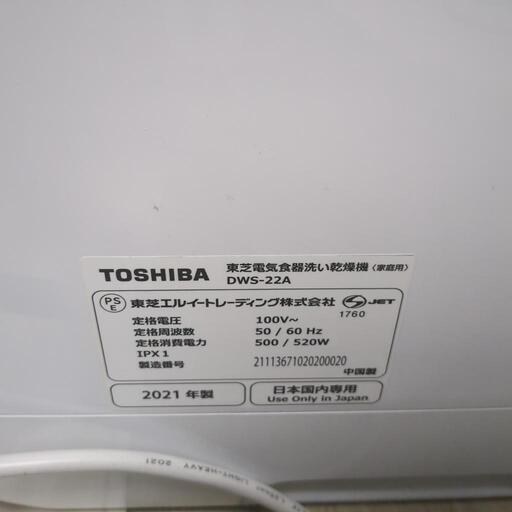 TOSHIBA 東芝電気食器洗い乾燥機〈家庭用〉
DWS-22A
PS E 東芝エルイートレーディング株式会社 JET
1760
定格電圧 100V~
定格周波数 50 / 60 Hz
定格消費電力 500 / 520W
IPX1
製造番号 21113671020200020
中国製
2021 年製
日本国内専用
Use Only in Japan
LIGHT-HEAVY 2021